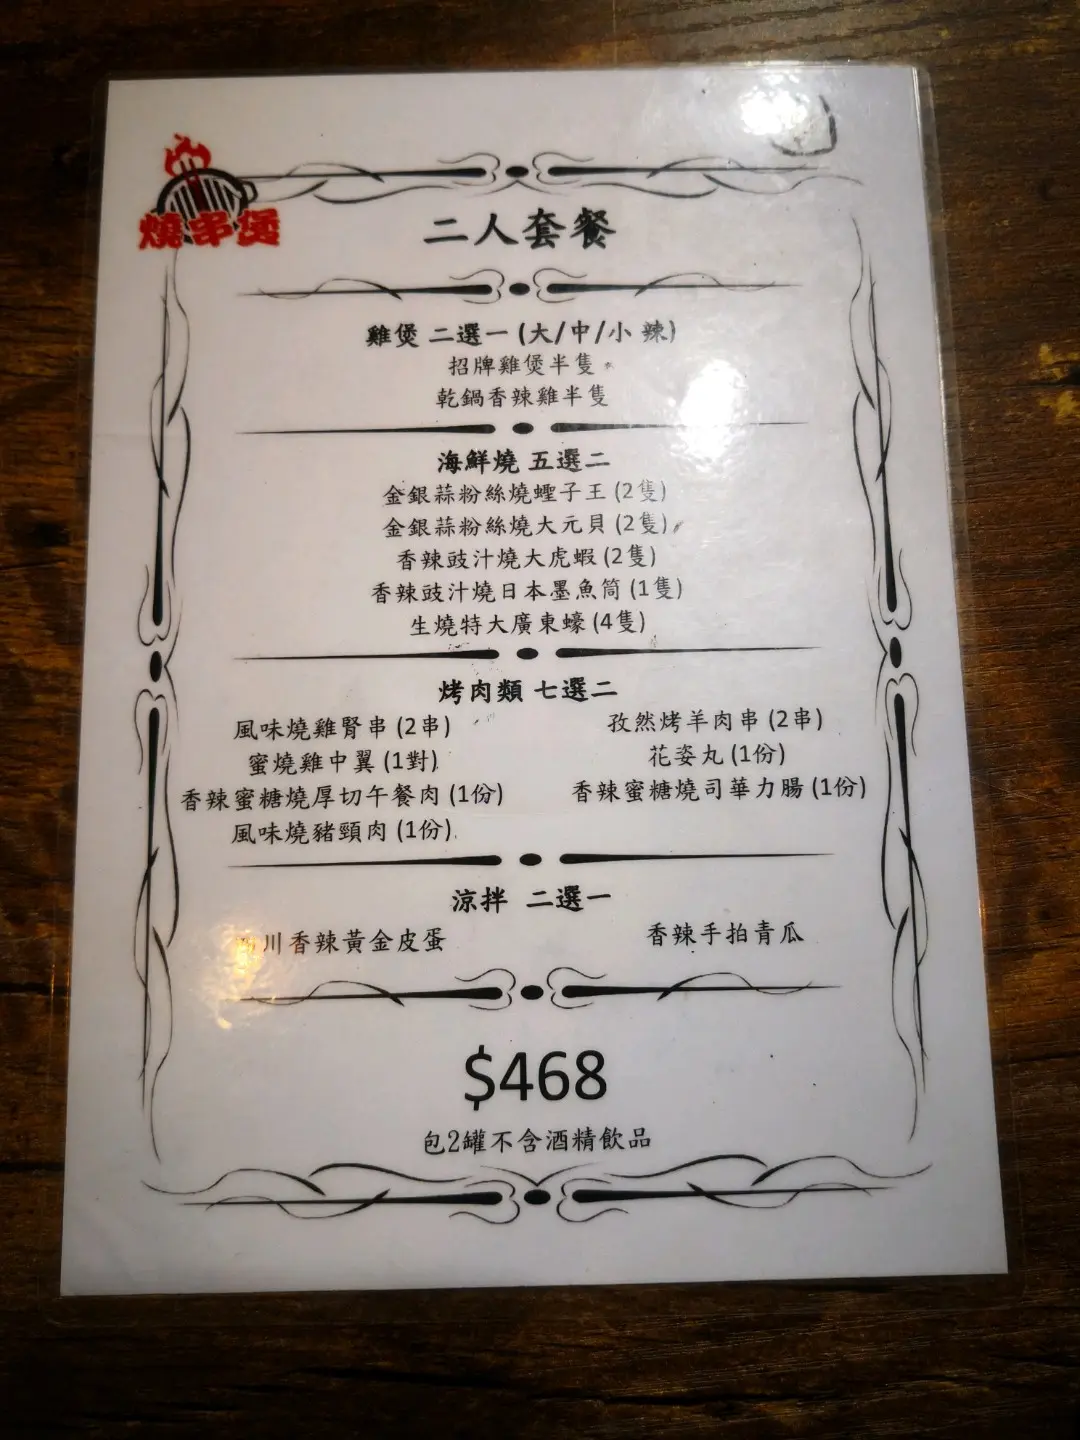 燒串煲
二人套餐
雞煲 二選一 (大/中/小 辣)
招牌雞煲半隻
乾鍋香辣雞半隻
海鮮燒 五選二
金銀蒜粉絲燒蟶子王 (2隻)
金銀蒜粉絲燒大元貝 (2隻)
香辣豉汁燒大虎蝦 (2隻)
香辣豉汁燒日本墨魚筒 (1隻)
生燒特大廣東蠔 (4隻)
烤肉類 七選二
風味燒雞腎串 (2串) 孜然烤羊肉串 (2串)
蜜燒雞中翼 (1對) 花姿丸 (1份)
香辣蜜糖燒厚切午餐肉 (1份) 香辣蜜糖燒司華力腸 (1份)
風味燒豬頸肉 (1份)
涼拌 二選一
川香辣黃金皮蛋 香辣手拍青瓜
$468
包2罐不含酒精飲品